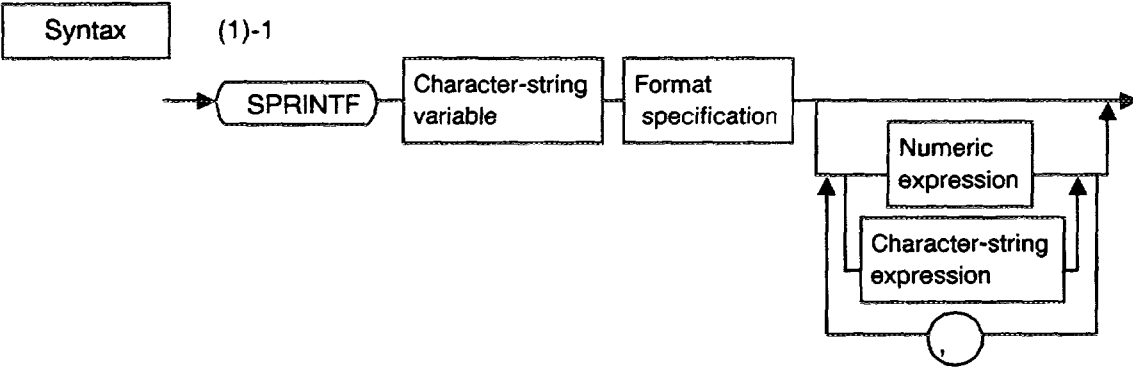 Syntax (1)-1
SPRINTF
Character-string
variable
Format
specification
Numeric
expression
Character-string
expression
,